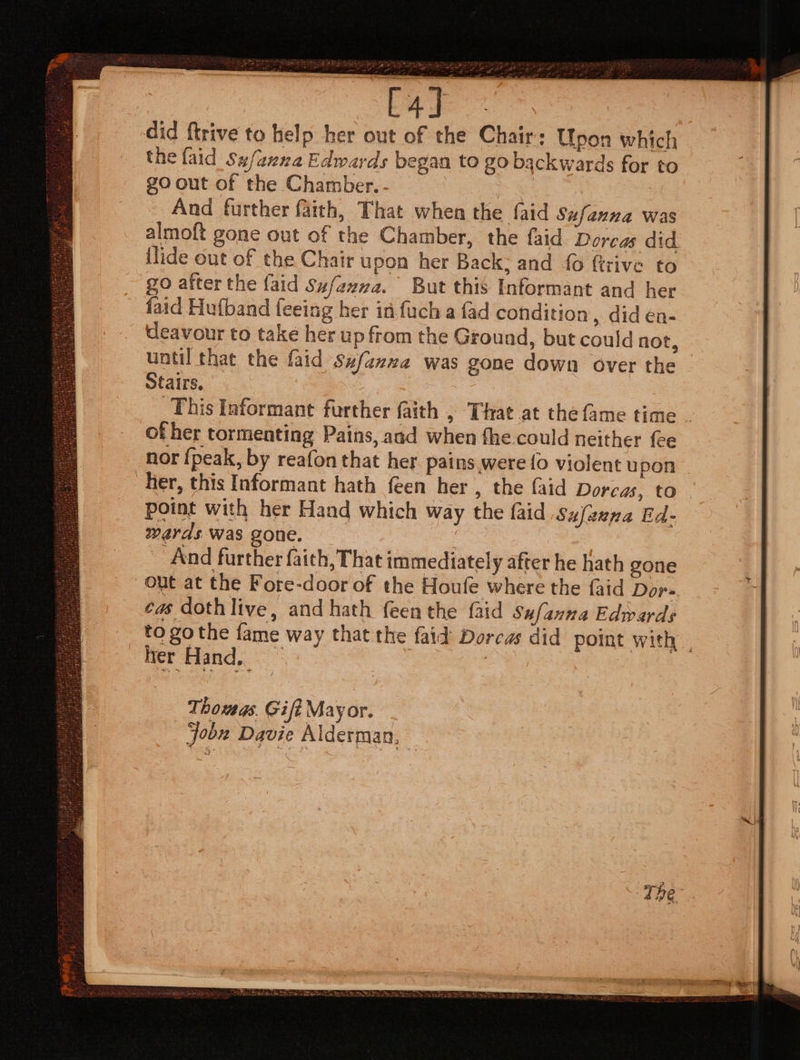 [4]
did ſtrive to help her out of the Chair: Upon which
the ſaid Suſanna Edwards began to go backwards for to
go out of the Chamber.
And further ſaith, That when the ſaid Suſanna was
almoſt gone out of the Chamber, the ſaid Dorcas did
ſlide out of the Chair upon her Back, and ſo ſtrive to
go after the ſaid Suſanna. But this Informant and her
ſaid Huſband ſeeing her in ſuch a ſad condition, did en-
deavour to take her up from the Ground, but could not,
until that the ſaid Suſanna was gone down over the
Stairs.
This Informant further ſaith, That at the ſame time
of her tormenting Pains, and when ſhe could neither ſee
nor ſpeak, by reaſon that her pains were ſo violent upon
her, this Informant hath ſeen her, the ſaid Dorcas, to
point with her Hand which way the ſaid Suſanna Ed-
wards was gone.
And further ſaith, That immediately after he hath gone
out at the Fore-door of the Houſe where the ſaid Dor-
cas doth live, and hath ſeen the ſaid Suſanna Edwards
to go the ſame way that the ſaid Dorcas did point with
her Hand.
Thomas Gift Mayor.
John Davie Alderman,
The